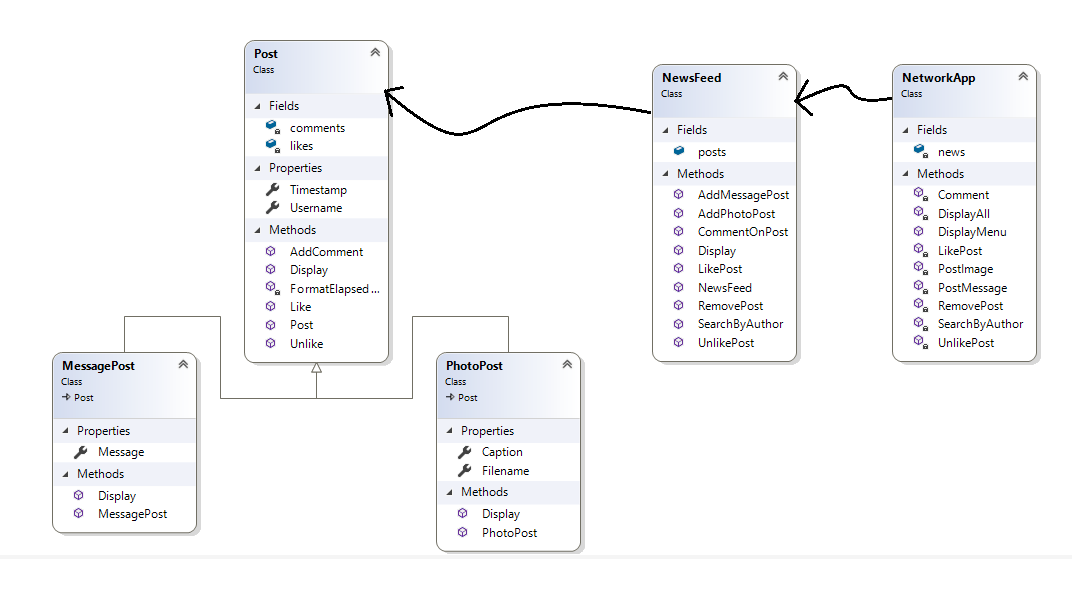 Post
Class
Fields
comments
likes
Properties
Timestamp
Username
Methods
AddComment
Display
FormatElapsed ...
Like
Post
Unlike
NewsFeed
Class
Fields
posts
Methods
AddMessagePost
AddPhotoPost
CommentOnPost
Display
LikePost
NewsFeed
RemovePost
SearchByAuthor
UnlikePost
NetworkApp
Class
Fields
news
Methods
Comment
DisplayAll
DisplayMenu
LikePost
PostImage
PostMessage
RemovePost
SearchByAuthor
UnlikePost
MessagePost
Class
Post
Properties
Message
Methods
Display
MessagePost
PhotoPost
Class
Post
Properties
Caption
Filename
Methods
Display
PhotoPost